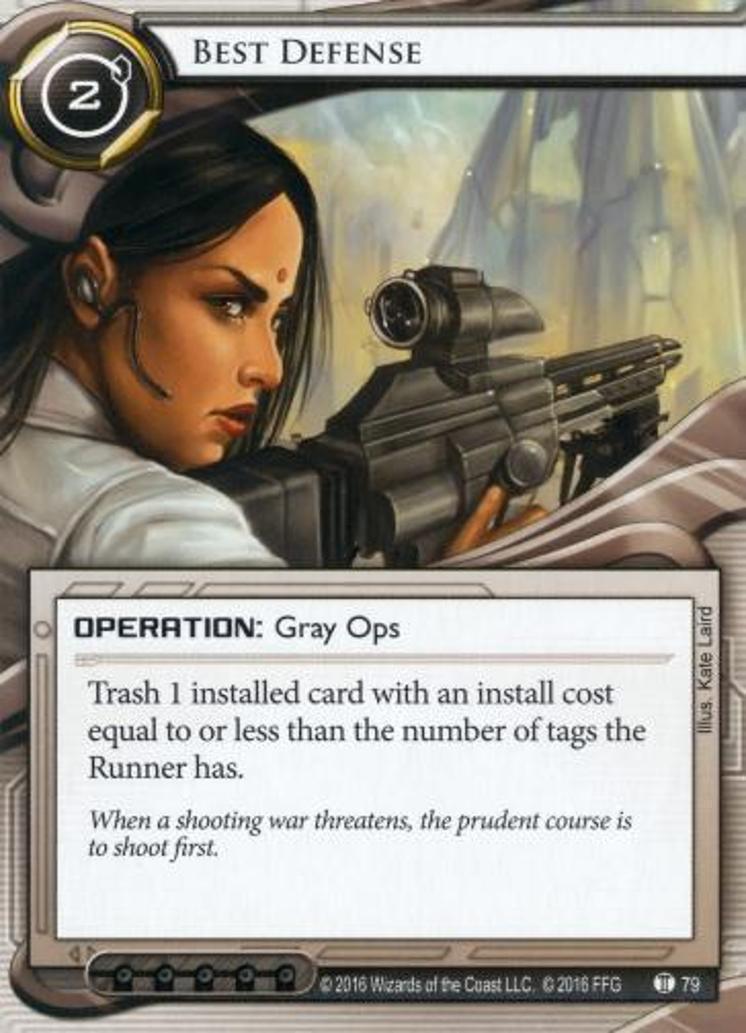 2
BEST DEFENSE
OPERATION: Gray Ops
Trash 1 installed card with an install cost
equal to or less than the number of tags the
Runner has.
When a shooting war threatens, the prudent course is
to shoot first.
Illus. Kate Laird
© 2016 Wizards of the Coast LLC. © 2016 FFG
79